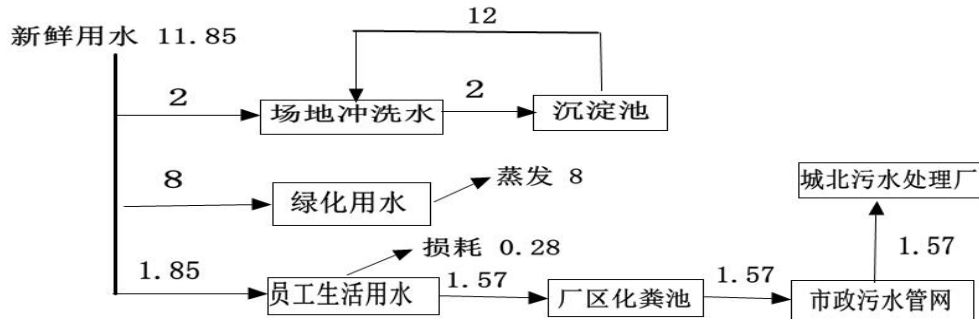 12
新鲜用水 11.85
2
场地冲洗水
2
沉淀池
8
绿化用水
蒸发 8
城北污水处理厂
1.57
损耗 0.28
1.85
员工生活用水
1.57
厂区化粪池
1.57
市政污水管网